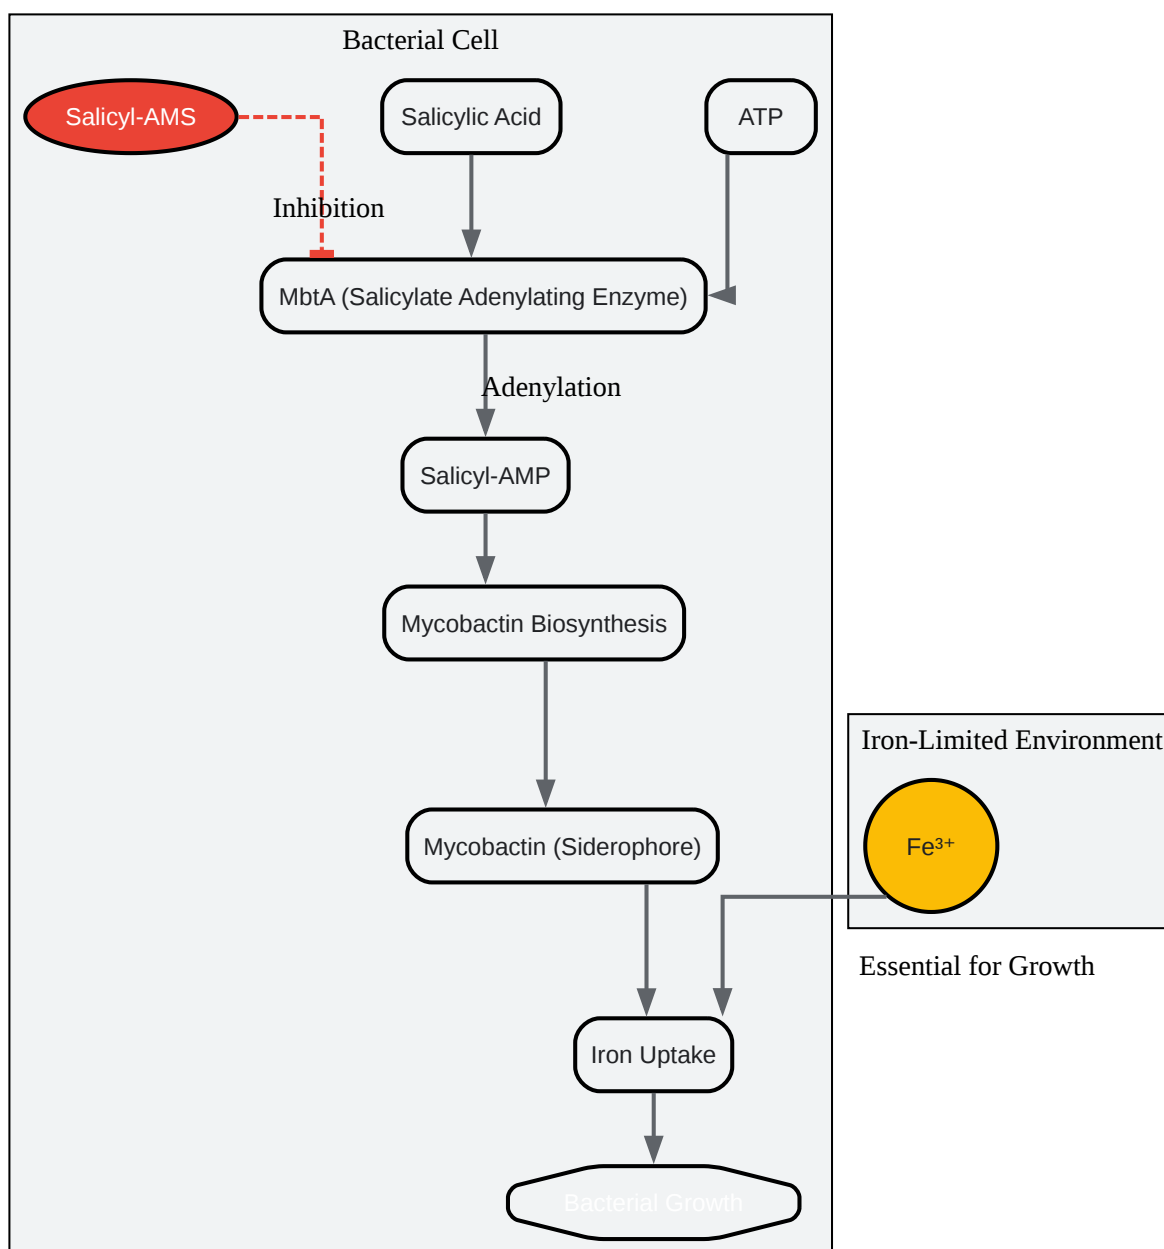 Bacterial Cell
Salicyl-AMS
Salicylic Acid
ATP
Inhibition
MbtA (Salicylate Adenylating Enzyme)
Adenylation
Salicyl-AMP
Mycobactin Biosynthesis
Iron-Limited Environment
Mycobactin (Siderophore)
Fe³⁺
Essential for Growth
Iron Uptake
Bacterial Growth